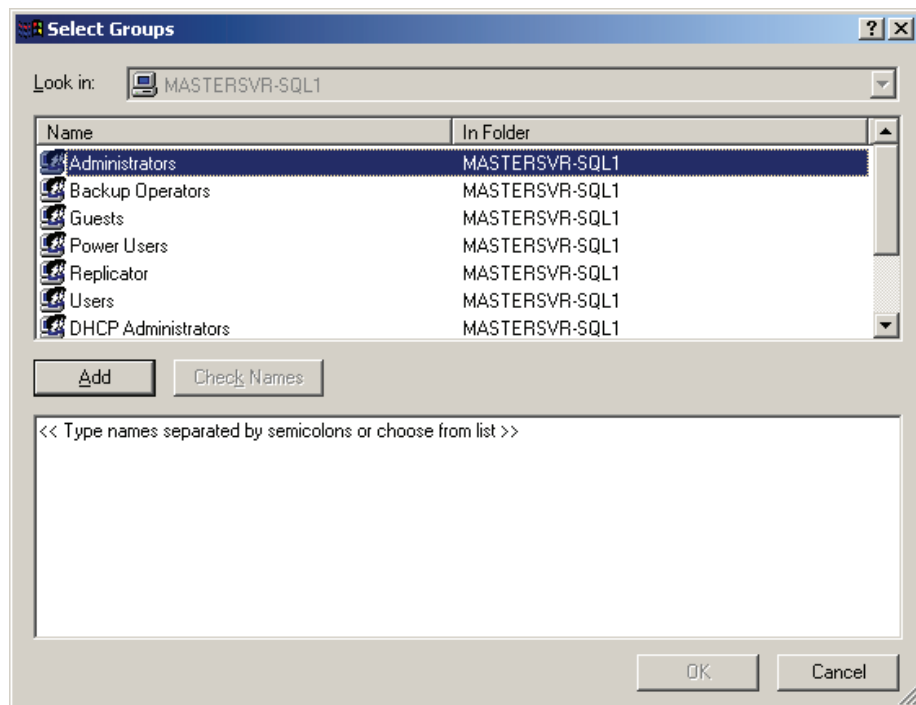 Select Groups
Look in: MASTERSVR-SQL1
Name In Folder
Administrators MASTERSVR-SQL1
Backup Operators MASTERSVR-SQL1
Guests MASTERSVR-SQL1
Power Users MASTERSVR-SQL1
Replicator MASTERSVR-SQL1
Users MASTERSVR-SQL1
DHCP Administrators MASTERSVR-SQL1
Add Check Names
<< Type names separated by semicolons or choose from list >>
OK Cancel